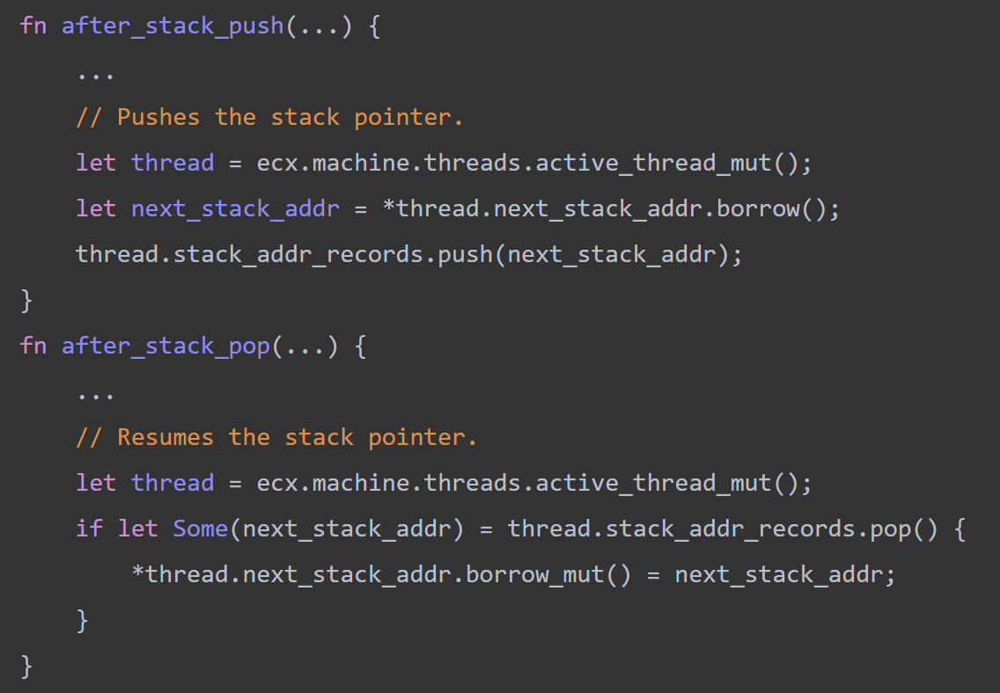 fn after_stack_push(...) {
    ...
    // Pushes the stack pointer.
    let thread = ecx.machine.threads.active_thread_mut();
    let next_stack_addr = *thread.next_stack_addr.borrow();
    thread.stack_addr_records.push(next_stack_addr);
}
fn after_stack_pop(...) {
    ...
    // Resumes the stack pointer.
    let thread = ecx.machine.threads.active_thread_mut();
    if let Some(next_stack_addr) = thread.stack_addr_records.pop() {
        *thread.next_stack_addr.borrow_mut() = next_stack_addr;
    }
}